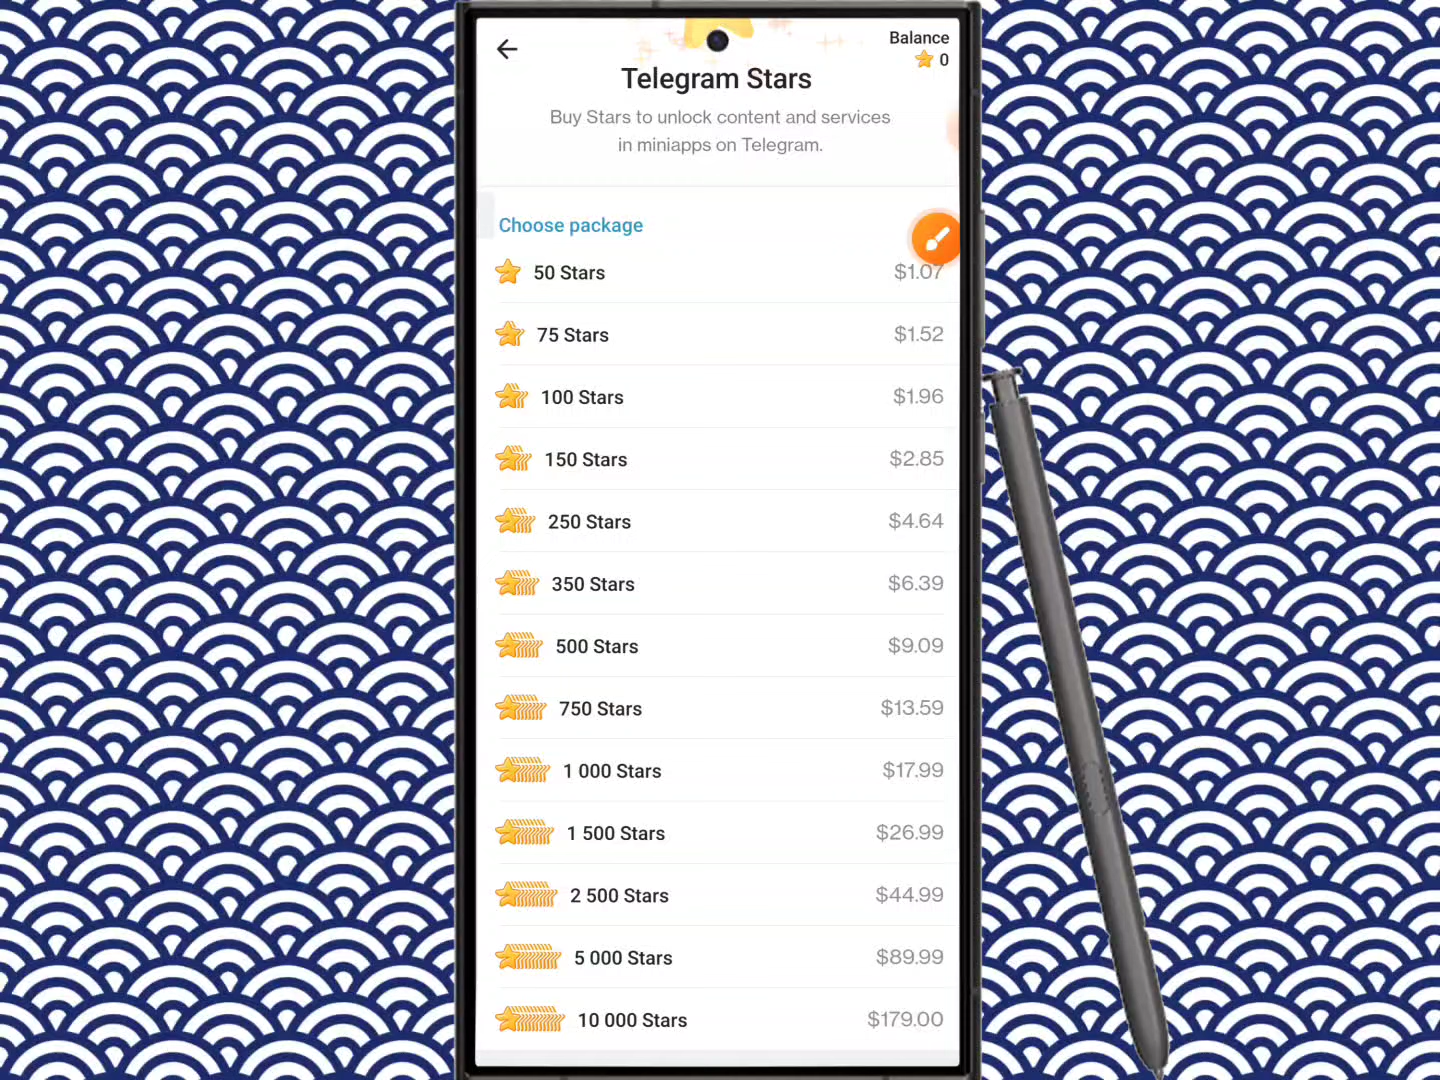 Balance
0
Telegram Stars
Buy Stars to unlock content and services
in miniapps on Telegram.
Choose package
50 Stars $1.07
75 Stars $1.52
100 Stars $1.96
150 Stars $2.85
250 Stars $4.64
350 Stars $6.39
500 Stars $9.09
750 Stars $13.59
1 000 Stars $17.99
1 500 Stars $26.99
2 500 Stars $44.99
5 000 Stars $89.99
10 000 Stars $179.00